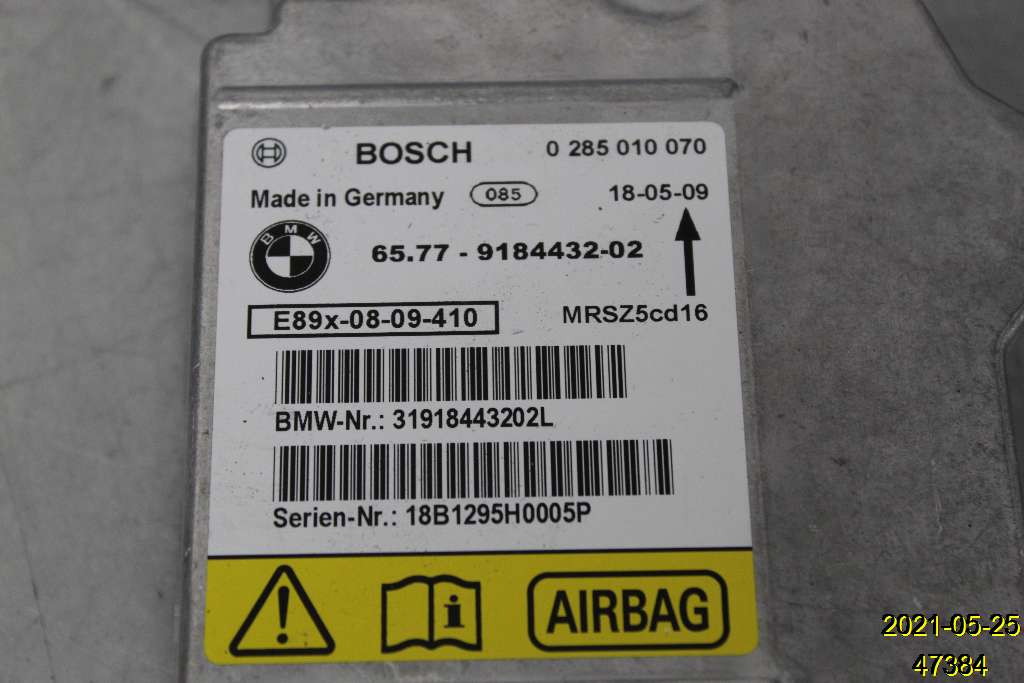 BOSCH 0 285 010 070
Made in Germany 085 18-05-09
BMW
65.77 - 9184432-02
E89x-08-09-410 MRSZ5cd16
BMW-Nr.: 31918443202L
Serien-Nr.: 18B1295H0005P
! i AIRBAG
2021-05-25
47384